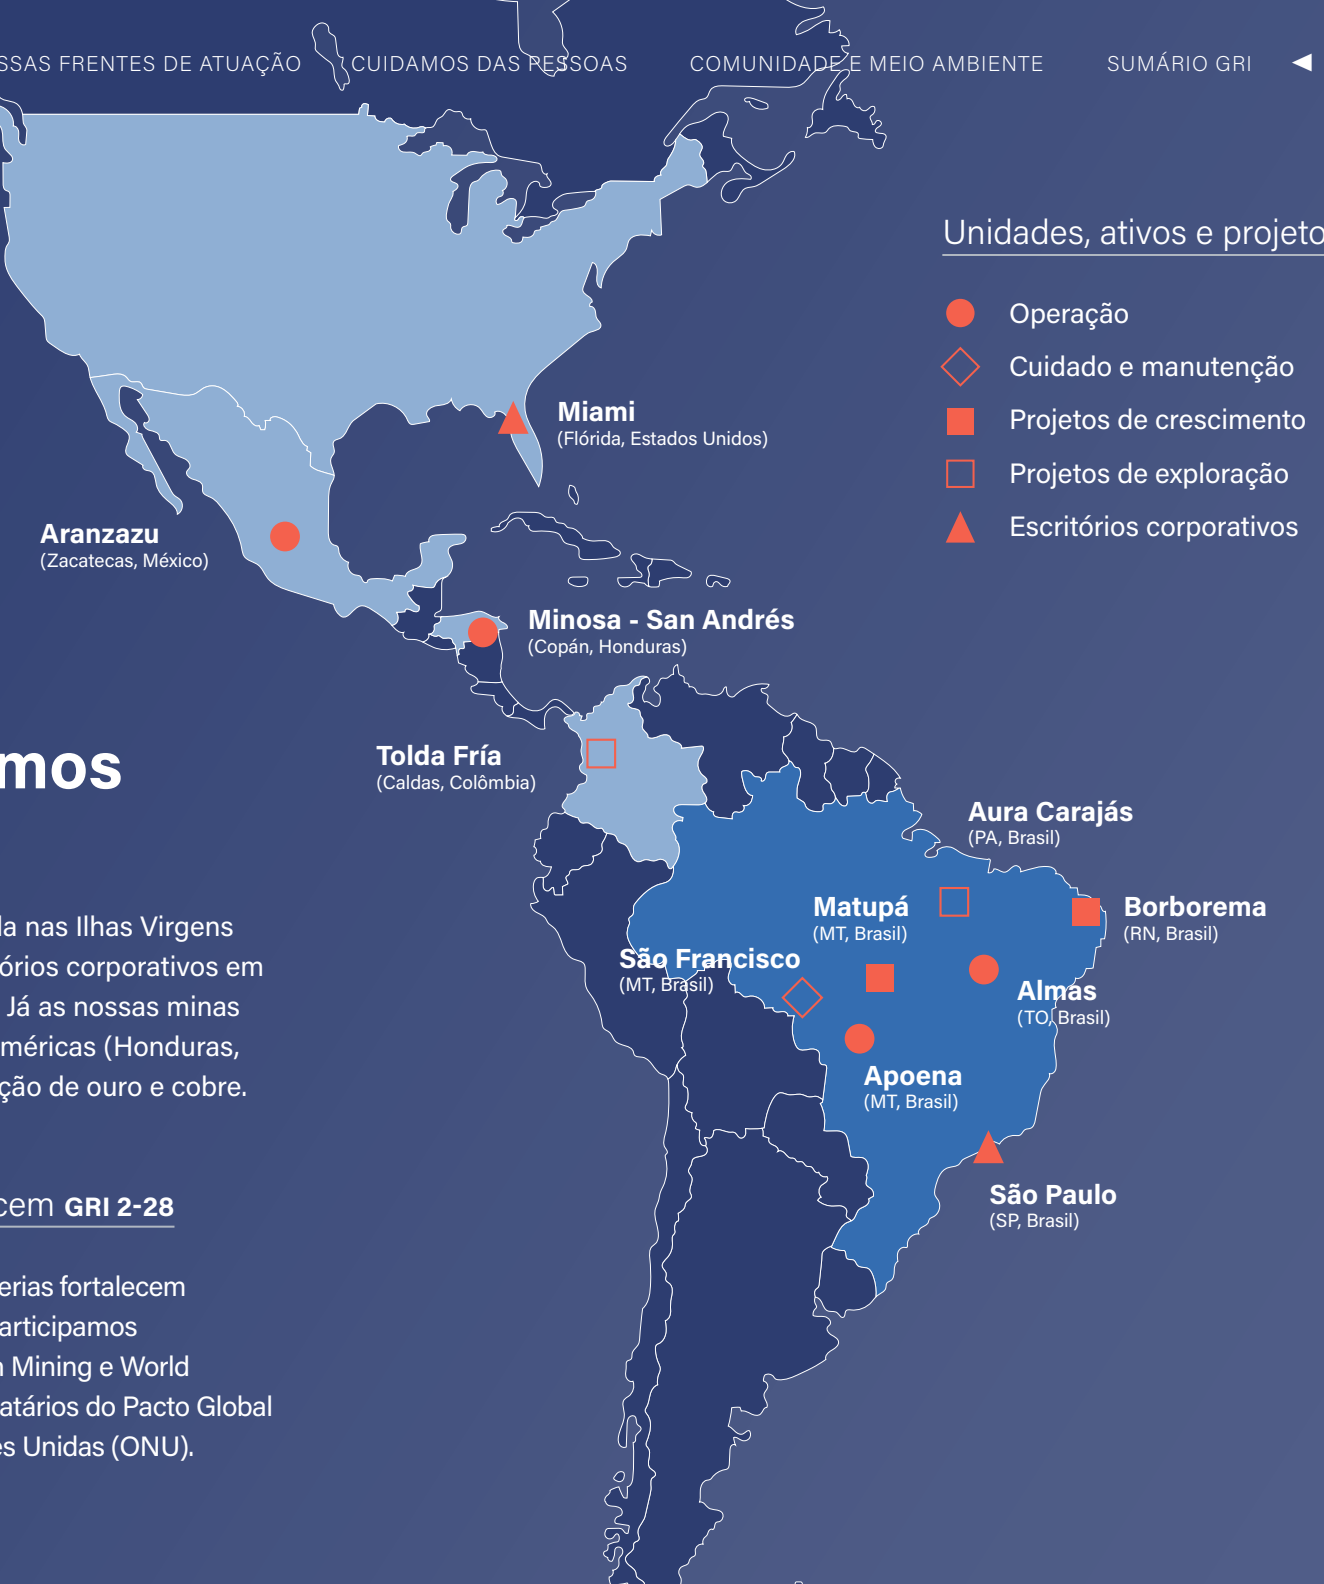 SSAS FRENTES DE ATUAÇÃO CUIDAMOS DAS PESSOAS COMUNIDADE E MEIO AMBIENTE SUMÁRIO GRI
Unidades, ativos e projeto
Operação
Cuidado e manutenção
Projetos de crescimento
Projetos de exploração
Escritórios corporativos
Miami
(Flórida, Estados Unidos)
Aranzazu
(Zacatecas, México)
Minosa - San Andrés
(Copán, Honduras)
Tolda Fría
(Caldas, Colômbia)
Aura Carajás
(PA, Brasil)
Matupá
(MT, Brasil)
Borborema
(RN, Brasil)
São Francisco
(MT, Brasil)
Almas
(TO, Brasil)
Apoena
(MT, Brasil)
São Paulo
(SP, Brasil)
mos
da nas Ilhas Virgens
órios corporativos em
Já as nossas minas
méricas (Honduras,
ção de ouro e cobre.
cem GRI 2-28
erias fortalecem
articipamos
n Mining e World
atários do Pacto Global
es Unidas (ONU).